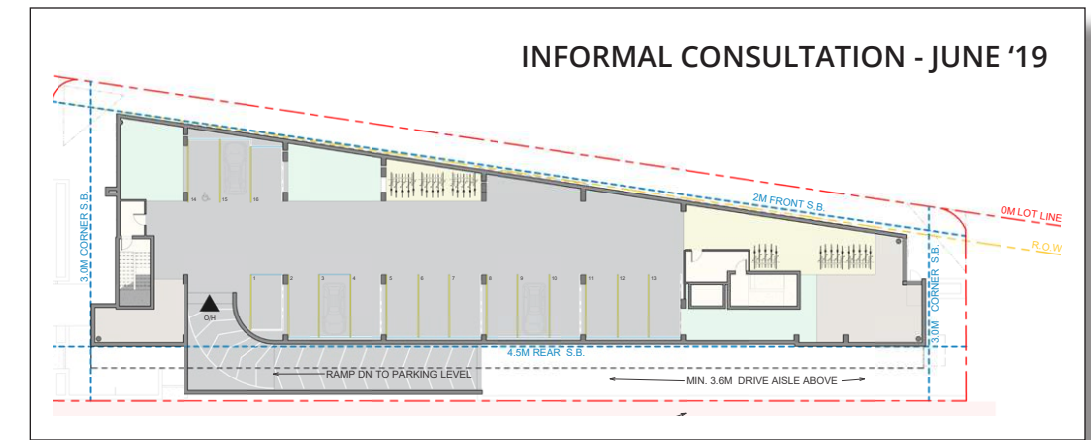 INFORMAL CONSULTATION - JUNE ‘19
0M LOT LINE
R.O.W
2M FRONT S.B.
3.0M CORNER S.B.
3.0M CORNER S.B.
14 15 16
1 2 3 4 5 6 7 8 9 10 11 12 13
O/H
4.5M REAR S.B.
RAMP DN TO PARKING LEVEL
MIN. 3.6M DRIVE AISLE ABOVE